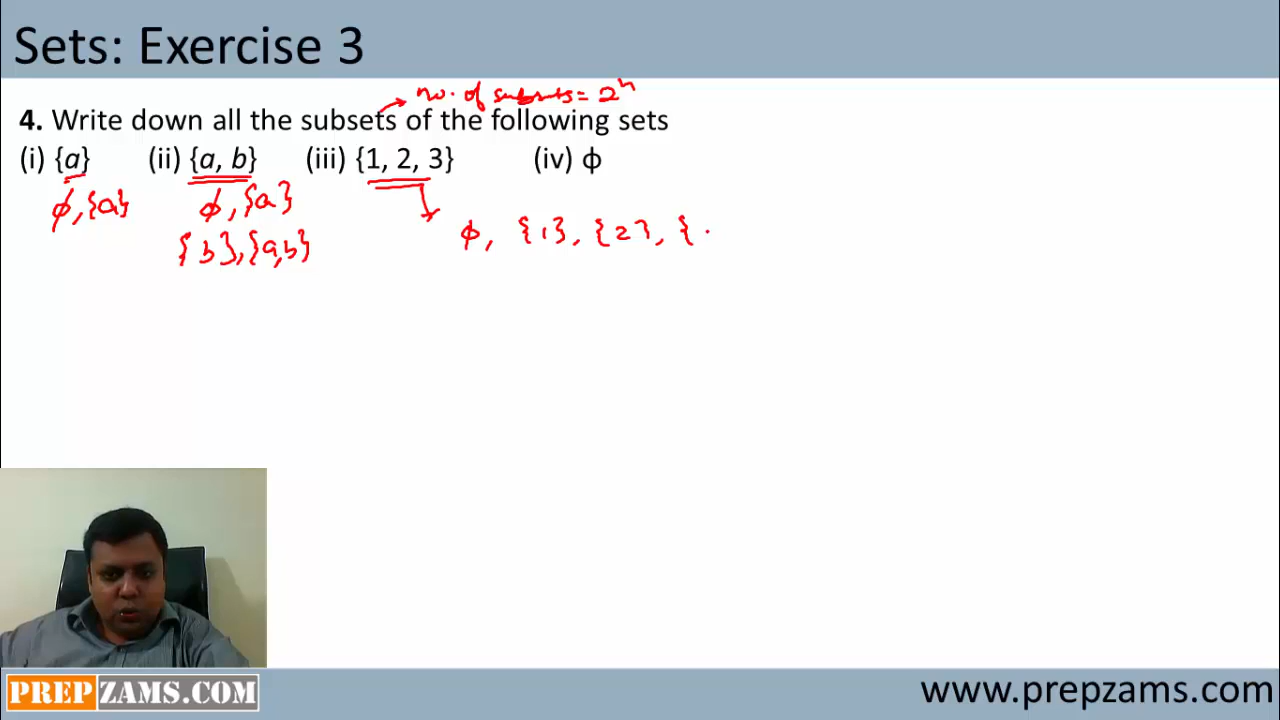 Sets: Exercise 3
no. of subsets = 2ⁿ
4. Write down all the subsets of the following sets
(i) {a} (ii) {a, b} (iii) {1, 2, 3} (iv) ϕ
ϕ, {a} ϕ, {a}
{b}, {a,b}
ϕ, {1}, {2}, {
PREPZAMS.COM
www.prepzams.com